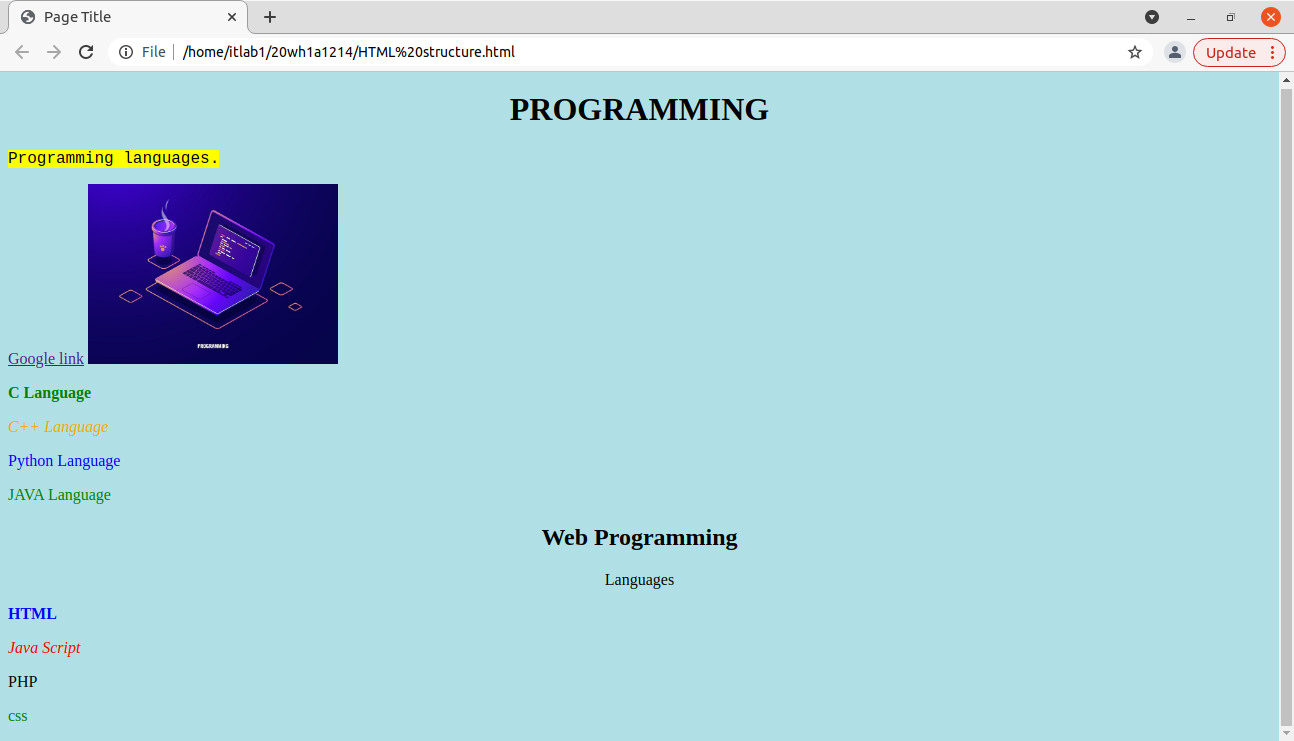 Page Title
File
/home/itlab1/20wh1a1214/HTML%20structure.html
Update
PROGRAMMING
Programming languages.
PROGRAMMING
Google link
C Language
C++ Language
Python Language
JAVA Language
Web Programming
Languages
HTML
Java Script
PHP
css